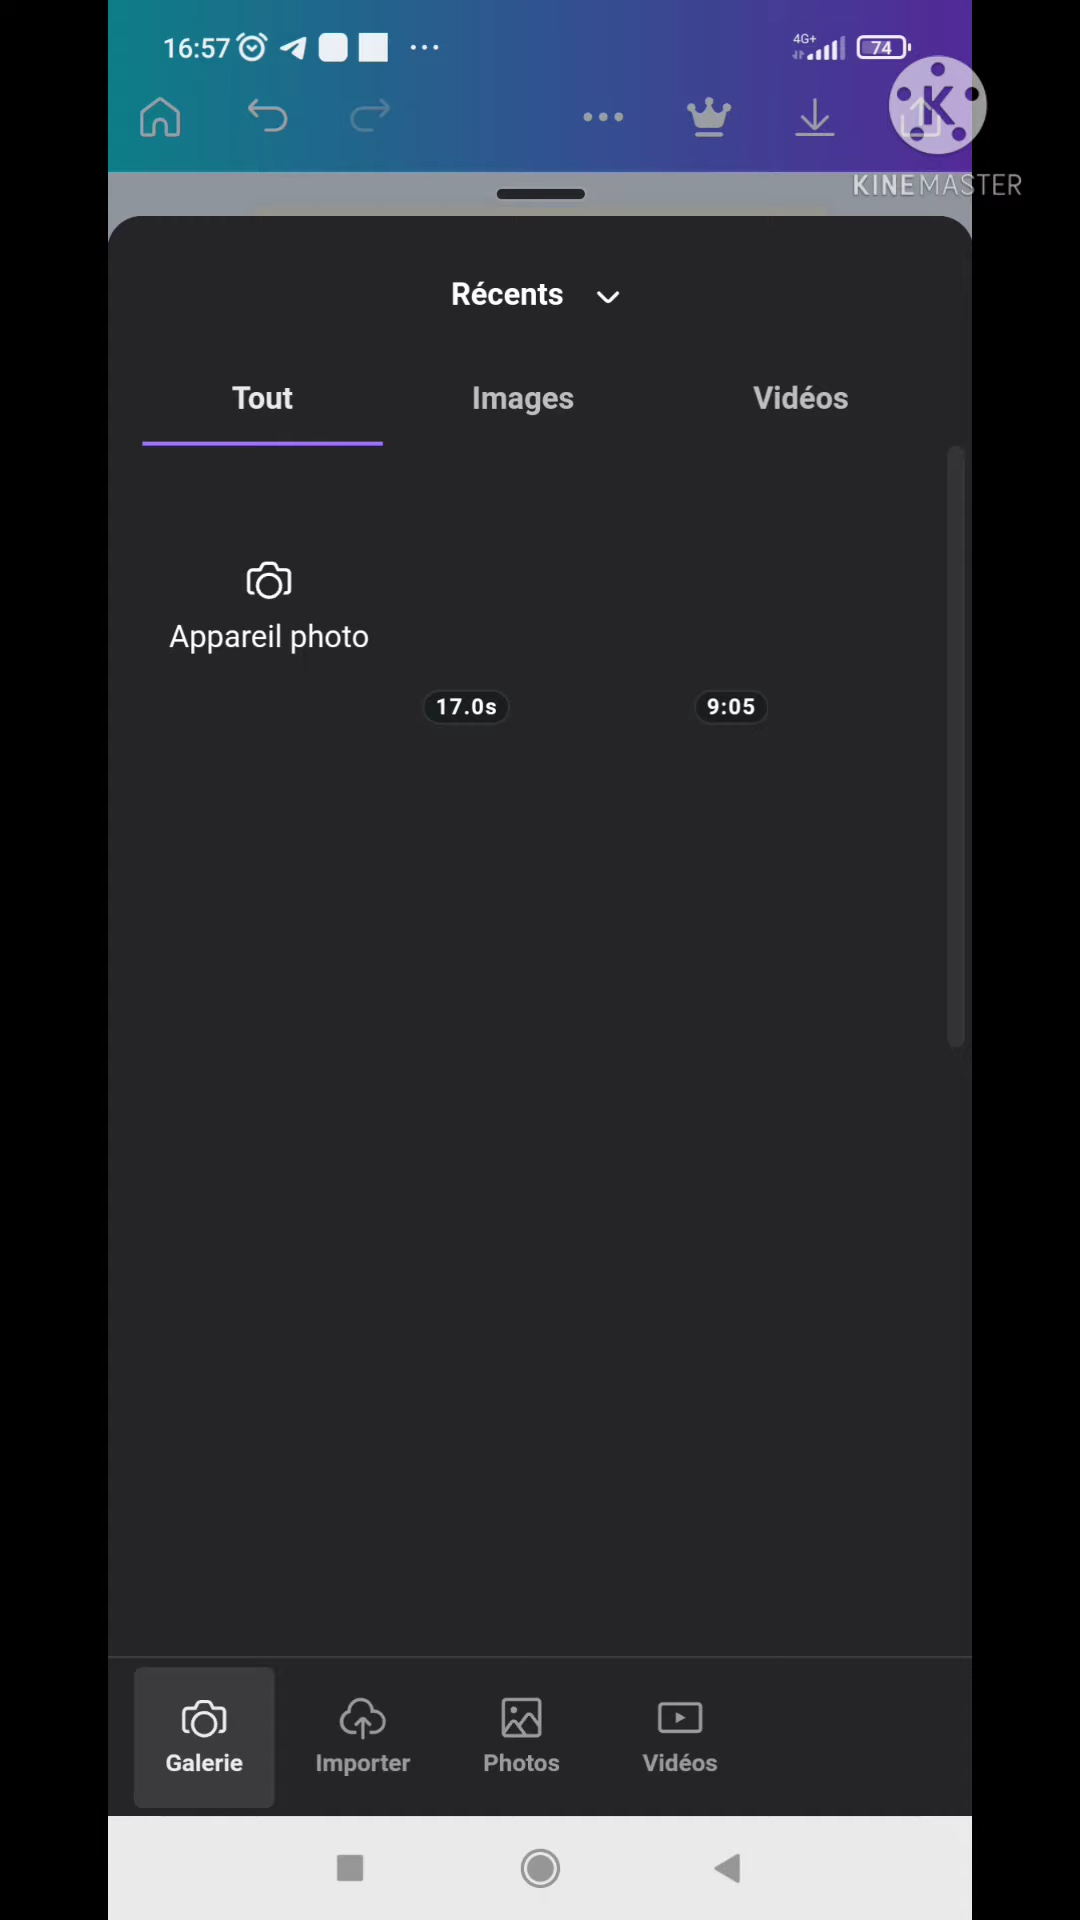 16:57
4G+
74
K
KINEMASTER
Récents
Tout Images Vidéos
Appareil photo
17.0s 9:05
Galerie Importer Photos Vidéos